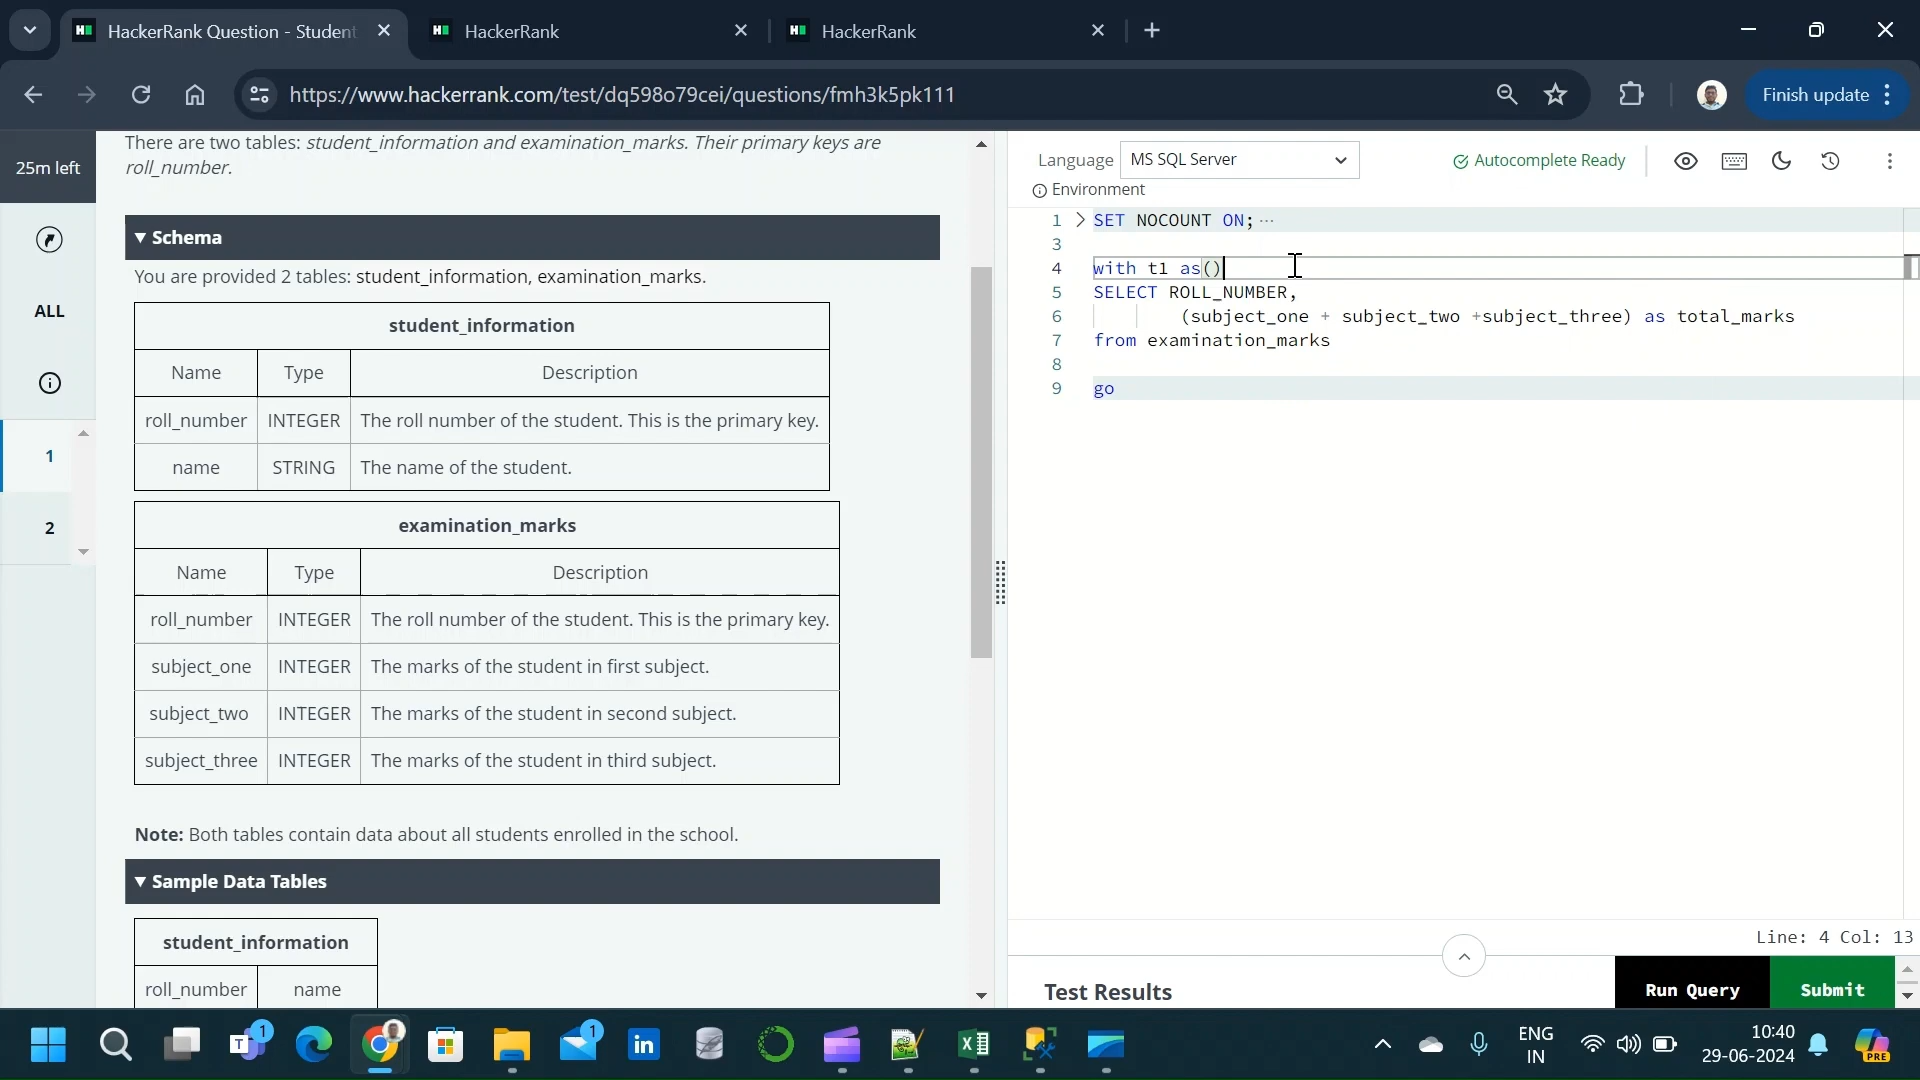 HackerRank Question - Student
HackerRank
HackerRank
https://www.hackerrank.com/test/dq598o79cei/questions/fmh3k5pk111
Finish update
25m left
ALL
1
2
There are two tables: student_information and examination_marks. Their primary keys are
roll_number.
▼ Schema
You are provided 2 tables: student_information, examination_marks.
student_information
Name Type Description
roll_number INTEGER The roll number of the student. This is the primary key.
name STRING The name of the student.
examination_marks
Name Type Description
roll_number INTEGER The roll number of the student. This is the primary key.
subject_one INTEGER The marks of the student in first subject.
subject_two INTEGER The marks of the student in second subject.
subject_three INTEGER The marks of the student in third subject.
Note: Both tables contain data about all students enrolled in the school.
▼ Sample Data Tables
student_information
roll_number name
Language MS SQL Server Autocomplete Ready
Environment
1 SET NOCOUNT ON; ···
3
4 with t1 as()
5 SELECT ROLL_NUMBER,
6 (subject_one + subject_two +subject_three) as total_marks
7 from examination_marks
8
9 go
Line: 4 Col: 13
Test Results
Run Query
Submit
1
1
ENG
IN
10:40
29-06-2024
PRE